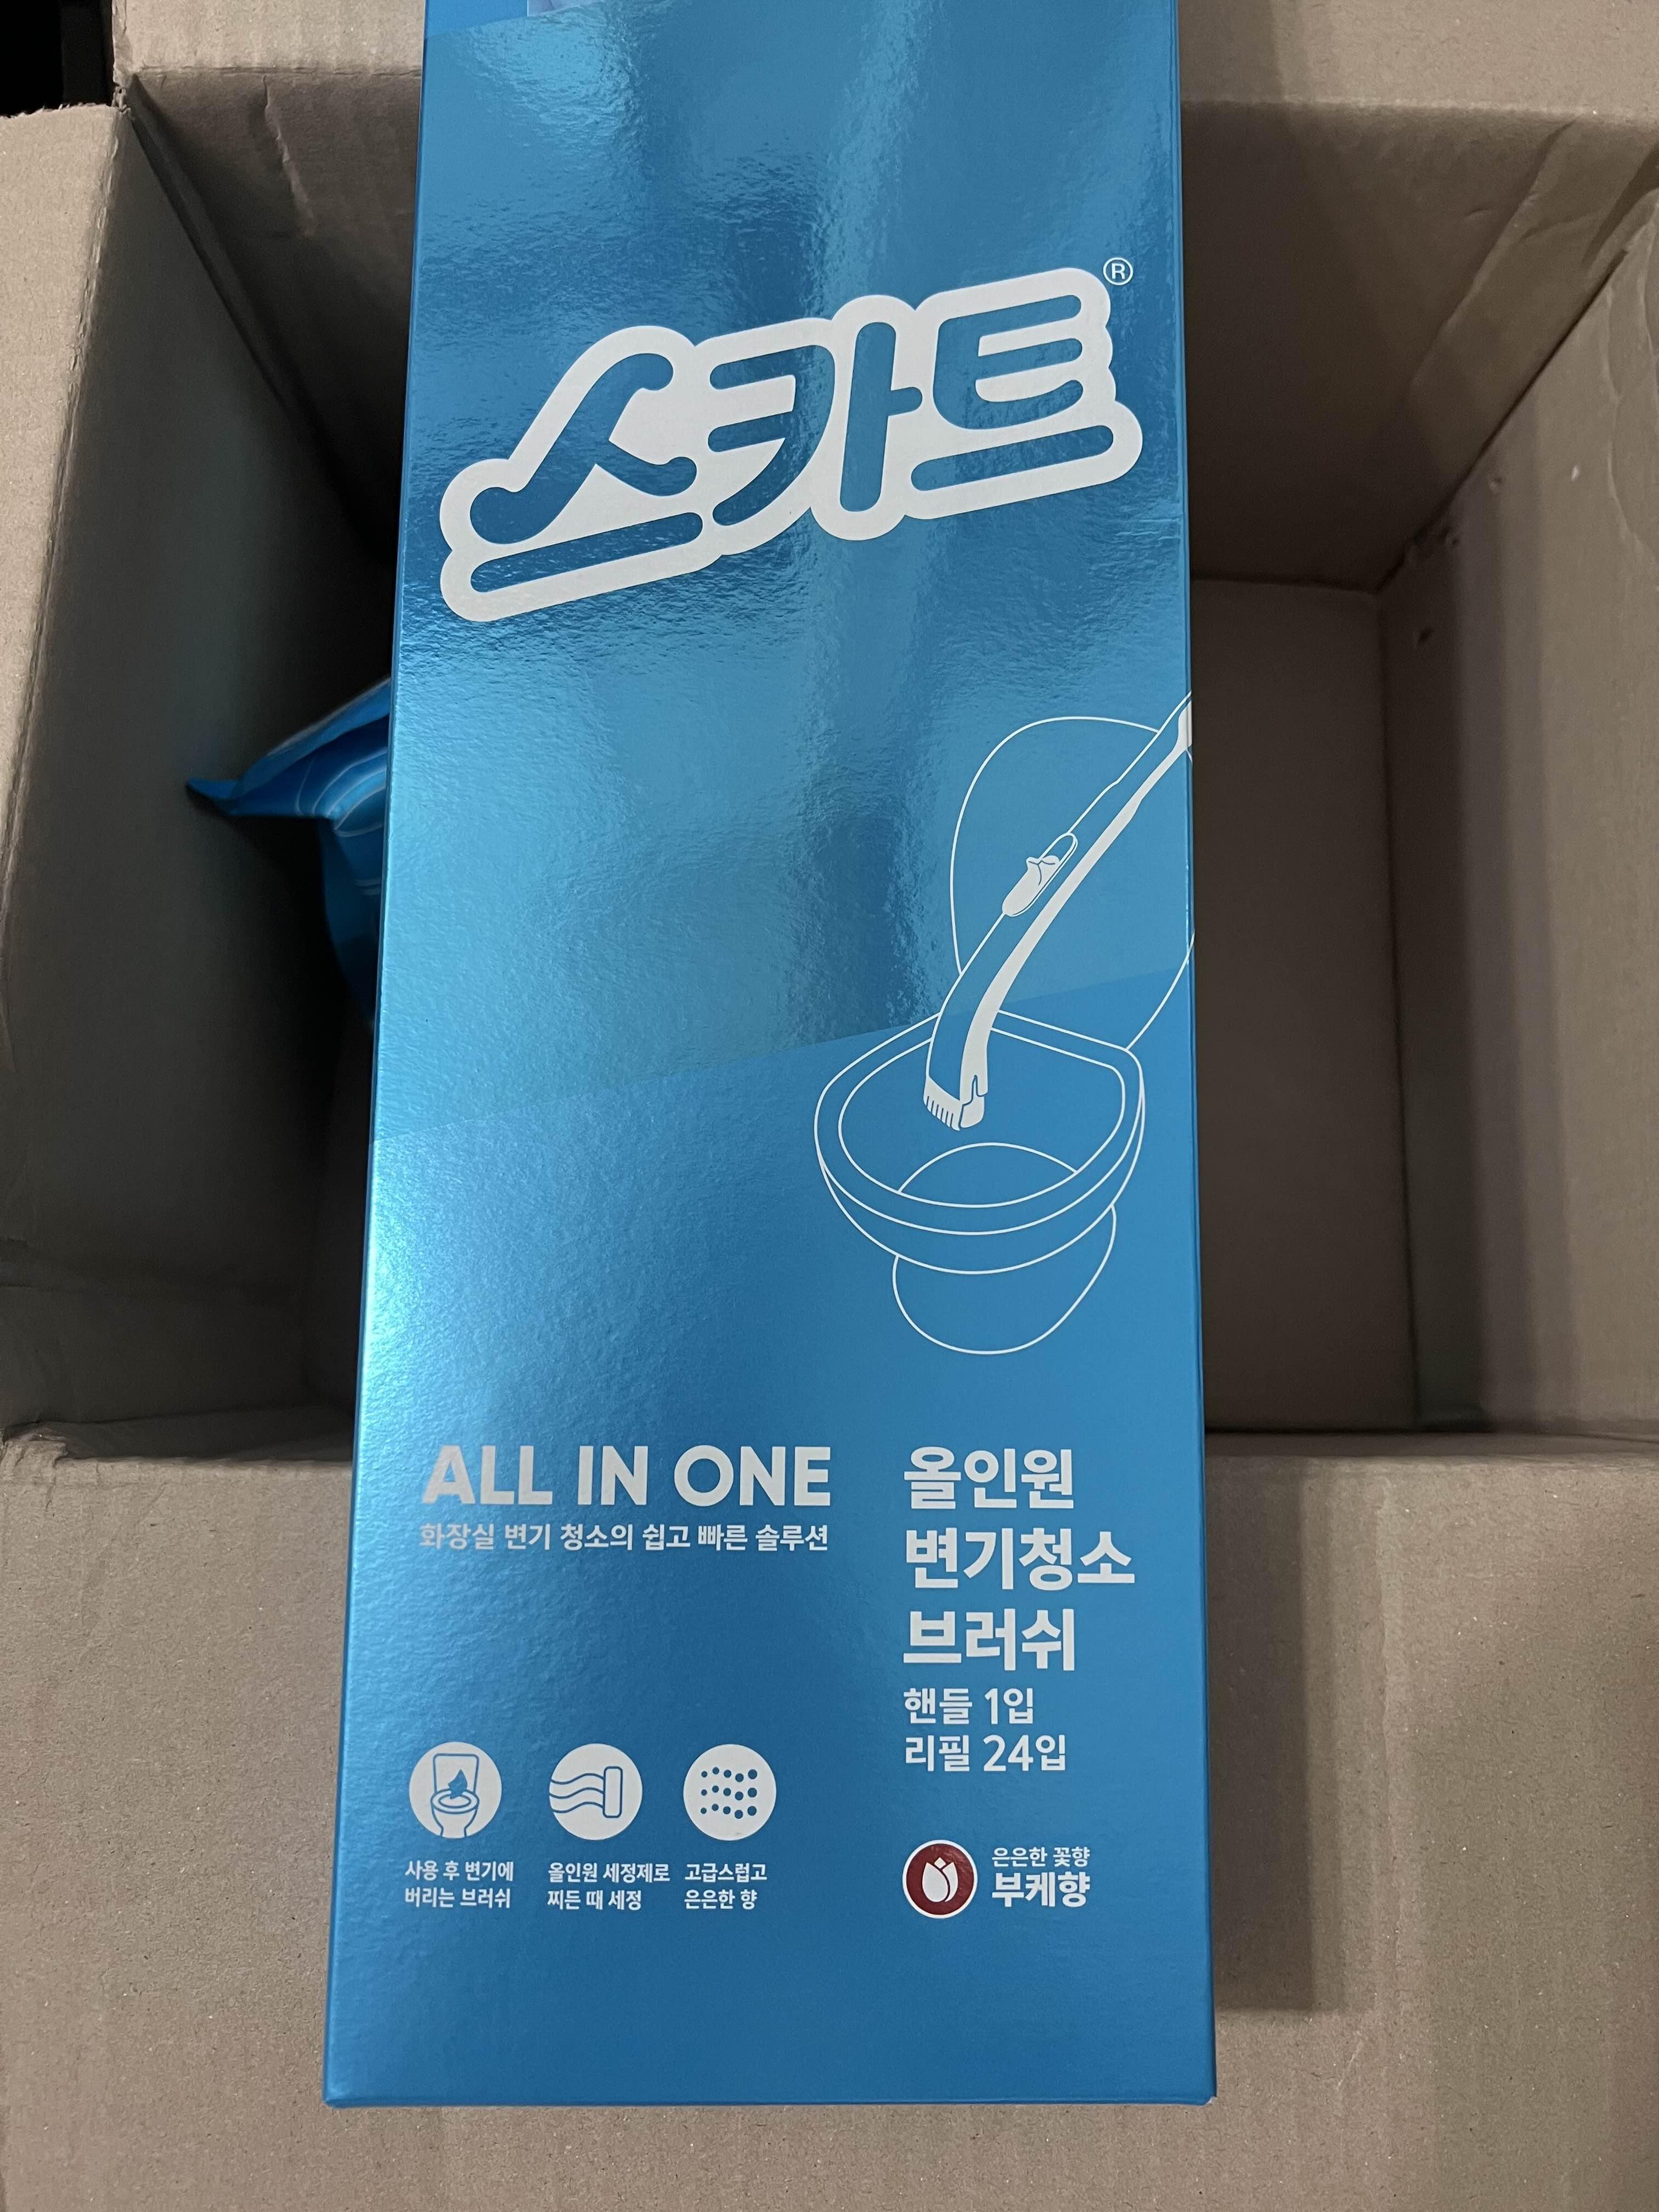 스카트®
ALL IN ONE
화장실 변기 청소의 쉽고 빠른 솔루션
올인원
변기청소
브러쉬
핸들 1입
리필 24입
사용 후 변기에
버리는 브러쉬
올인원 세정제로
찌든 때 세정
고급스럽고
은은한 향
은은한 꽃향
부케향